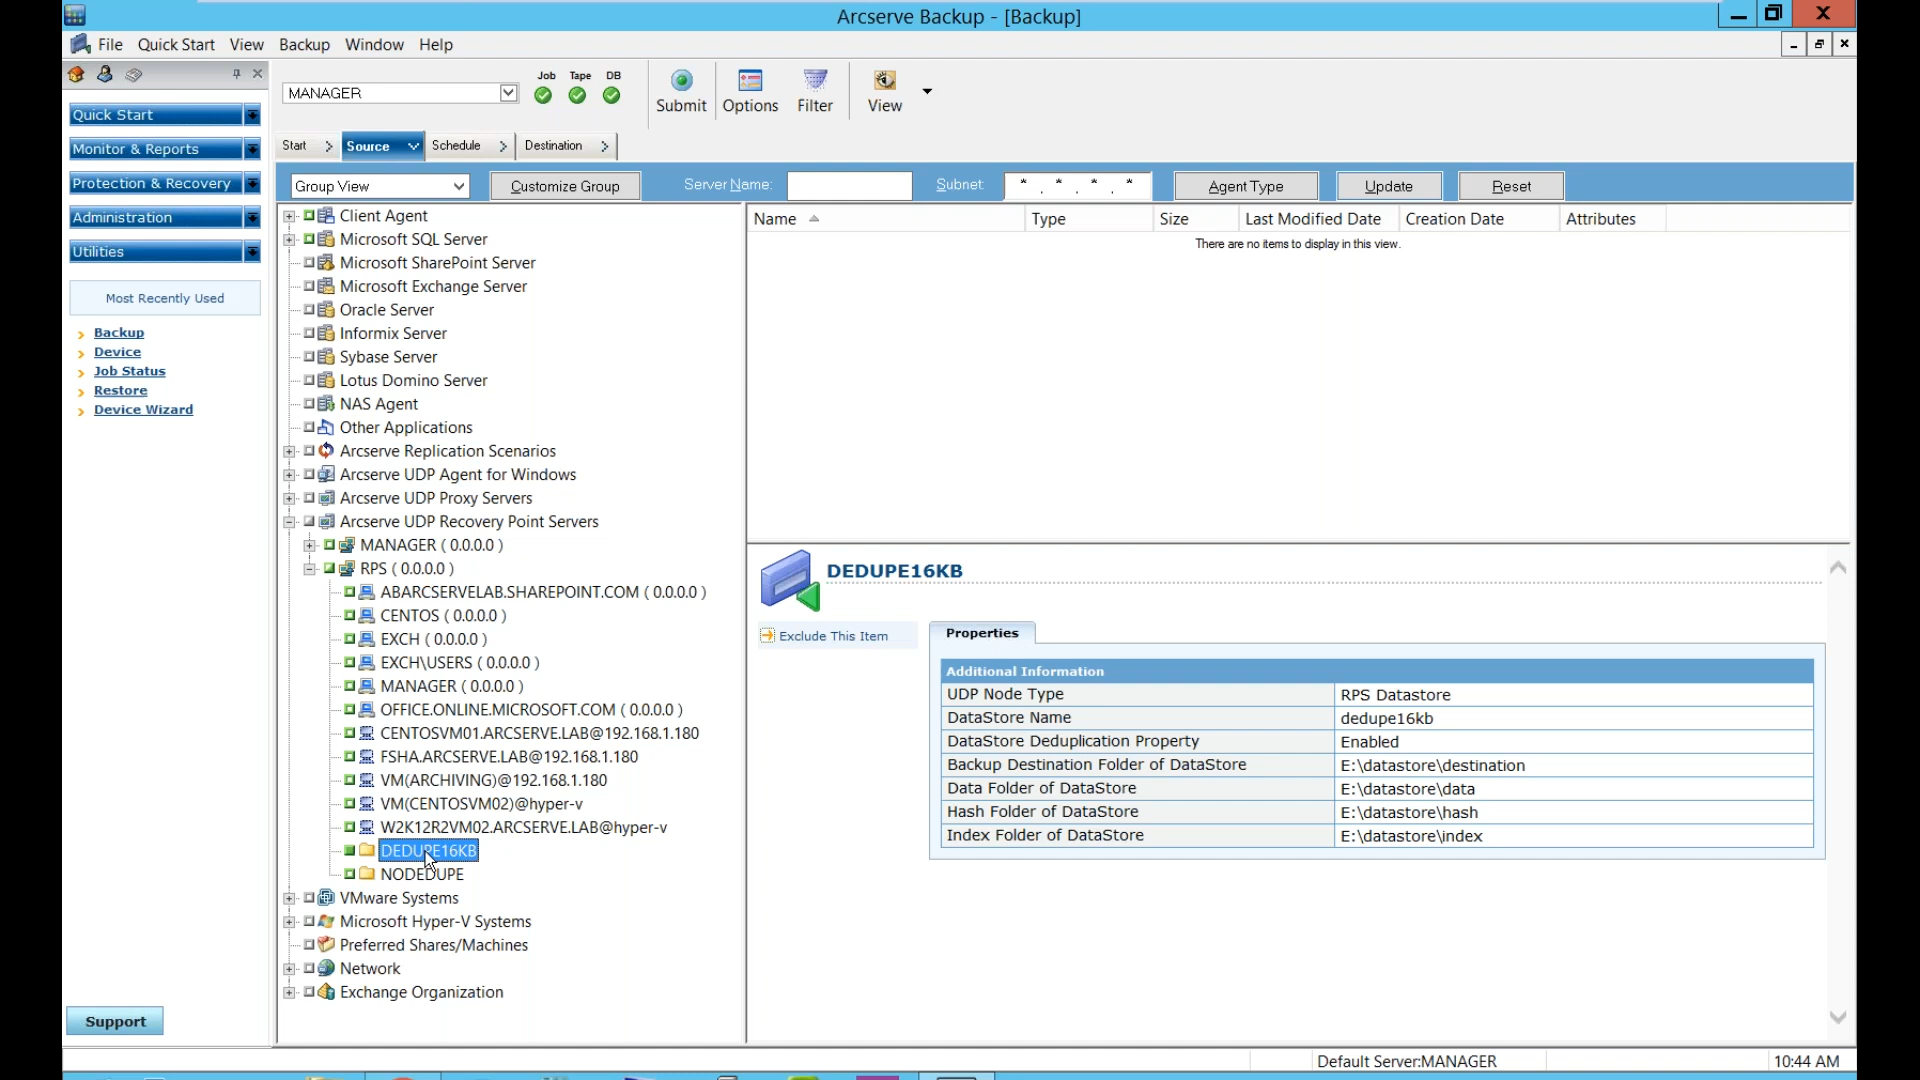 Arcserve Backup - [Backup]
File Quick Start View Backup Window Help
Job Tape DB
MANAGER
Submit Options Filter View
Start > Source Schedule > Destination >
Group View Customize Group Server Name: Subnet: * . * . * . * Agent Type Update Reset
Quick Start
Monitor & Reports
Protection & Recovery
Administration
Utilities
Most Recently Used
Backup
Device
Job Status
Restore
Device Wizard
Support
Client Agent
Microsoft SQL Server
Microsoft SharePoint Server
Microsoft Exchange Server
Oracle Server
Informix Server
Sybase Server
Lotus Domino Server
NAS Agent
Other Applications
Arcserve Replication Scenarios
Arcserve UDP Agent for Windows
Arcserve UDP Proxy Servers
Arcserve UDP Recovery Point Servers
MANAGER ( 0.0.0.0 )
RPS ( 0.0.0.0 )
ABARCSERVELAB.SHAREPOINT.COM ( 0.0.0.0 )
CENTOS ( 0.0.0.0 )
EXCH ( 0.0.0.0 )
EXCH\USERS ( 0.0.0.0 )
MANAGER ( 0.0.0.0 )
OFFICE.ONLINE.MICROSOFT.COM ( 0.0.0.0 )
CENTOSVM01.ARCSERVE.LAB@192.168.1.180
FSHA.ARCSERVE.LAB@192.168.1.180
VM(ARCHIVING)@192.168.1.180
VM(CENTOSVM02)@hyper-v
W2K12R2VM02.ARCSERVE.LAB@hyper-v
DEDUPE16KB
NODEDUPE
VMware Systems
Microsoft Hyper-V Systems
Preferred Shares/Machines
Network
Exchange Organization
Name Type Size Last Modified Date Creation Date Attributes
There are no items to display in this view.
DEDUPE16KB
Exclude This Item
Properties
Additional Information
UDP Node Type RPS Datastore
DataStore Name dedupe16kb
DataStore Deduplication Property Enabled
Backup Destination Folder of DataStore E:\datastore\destination
Data Folder of DataStore E:\datastore\data
Hash Folder of DataStore E:\datastore\hash
Index Folder of DataStore E:\datastore\index
Default Server:MANAGER 10:44 AM